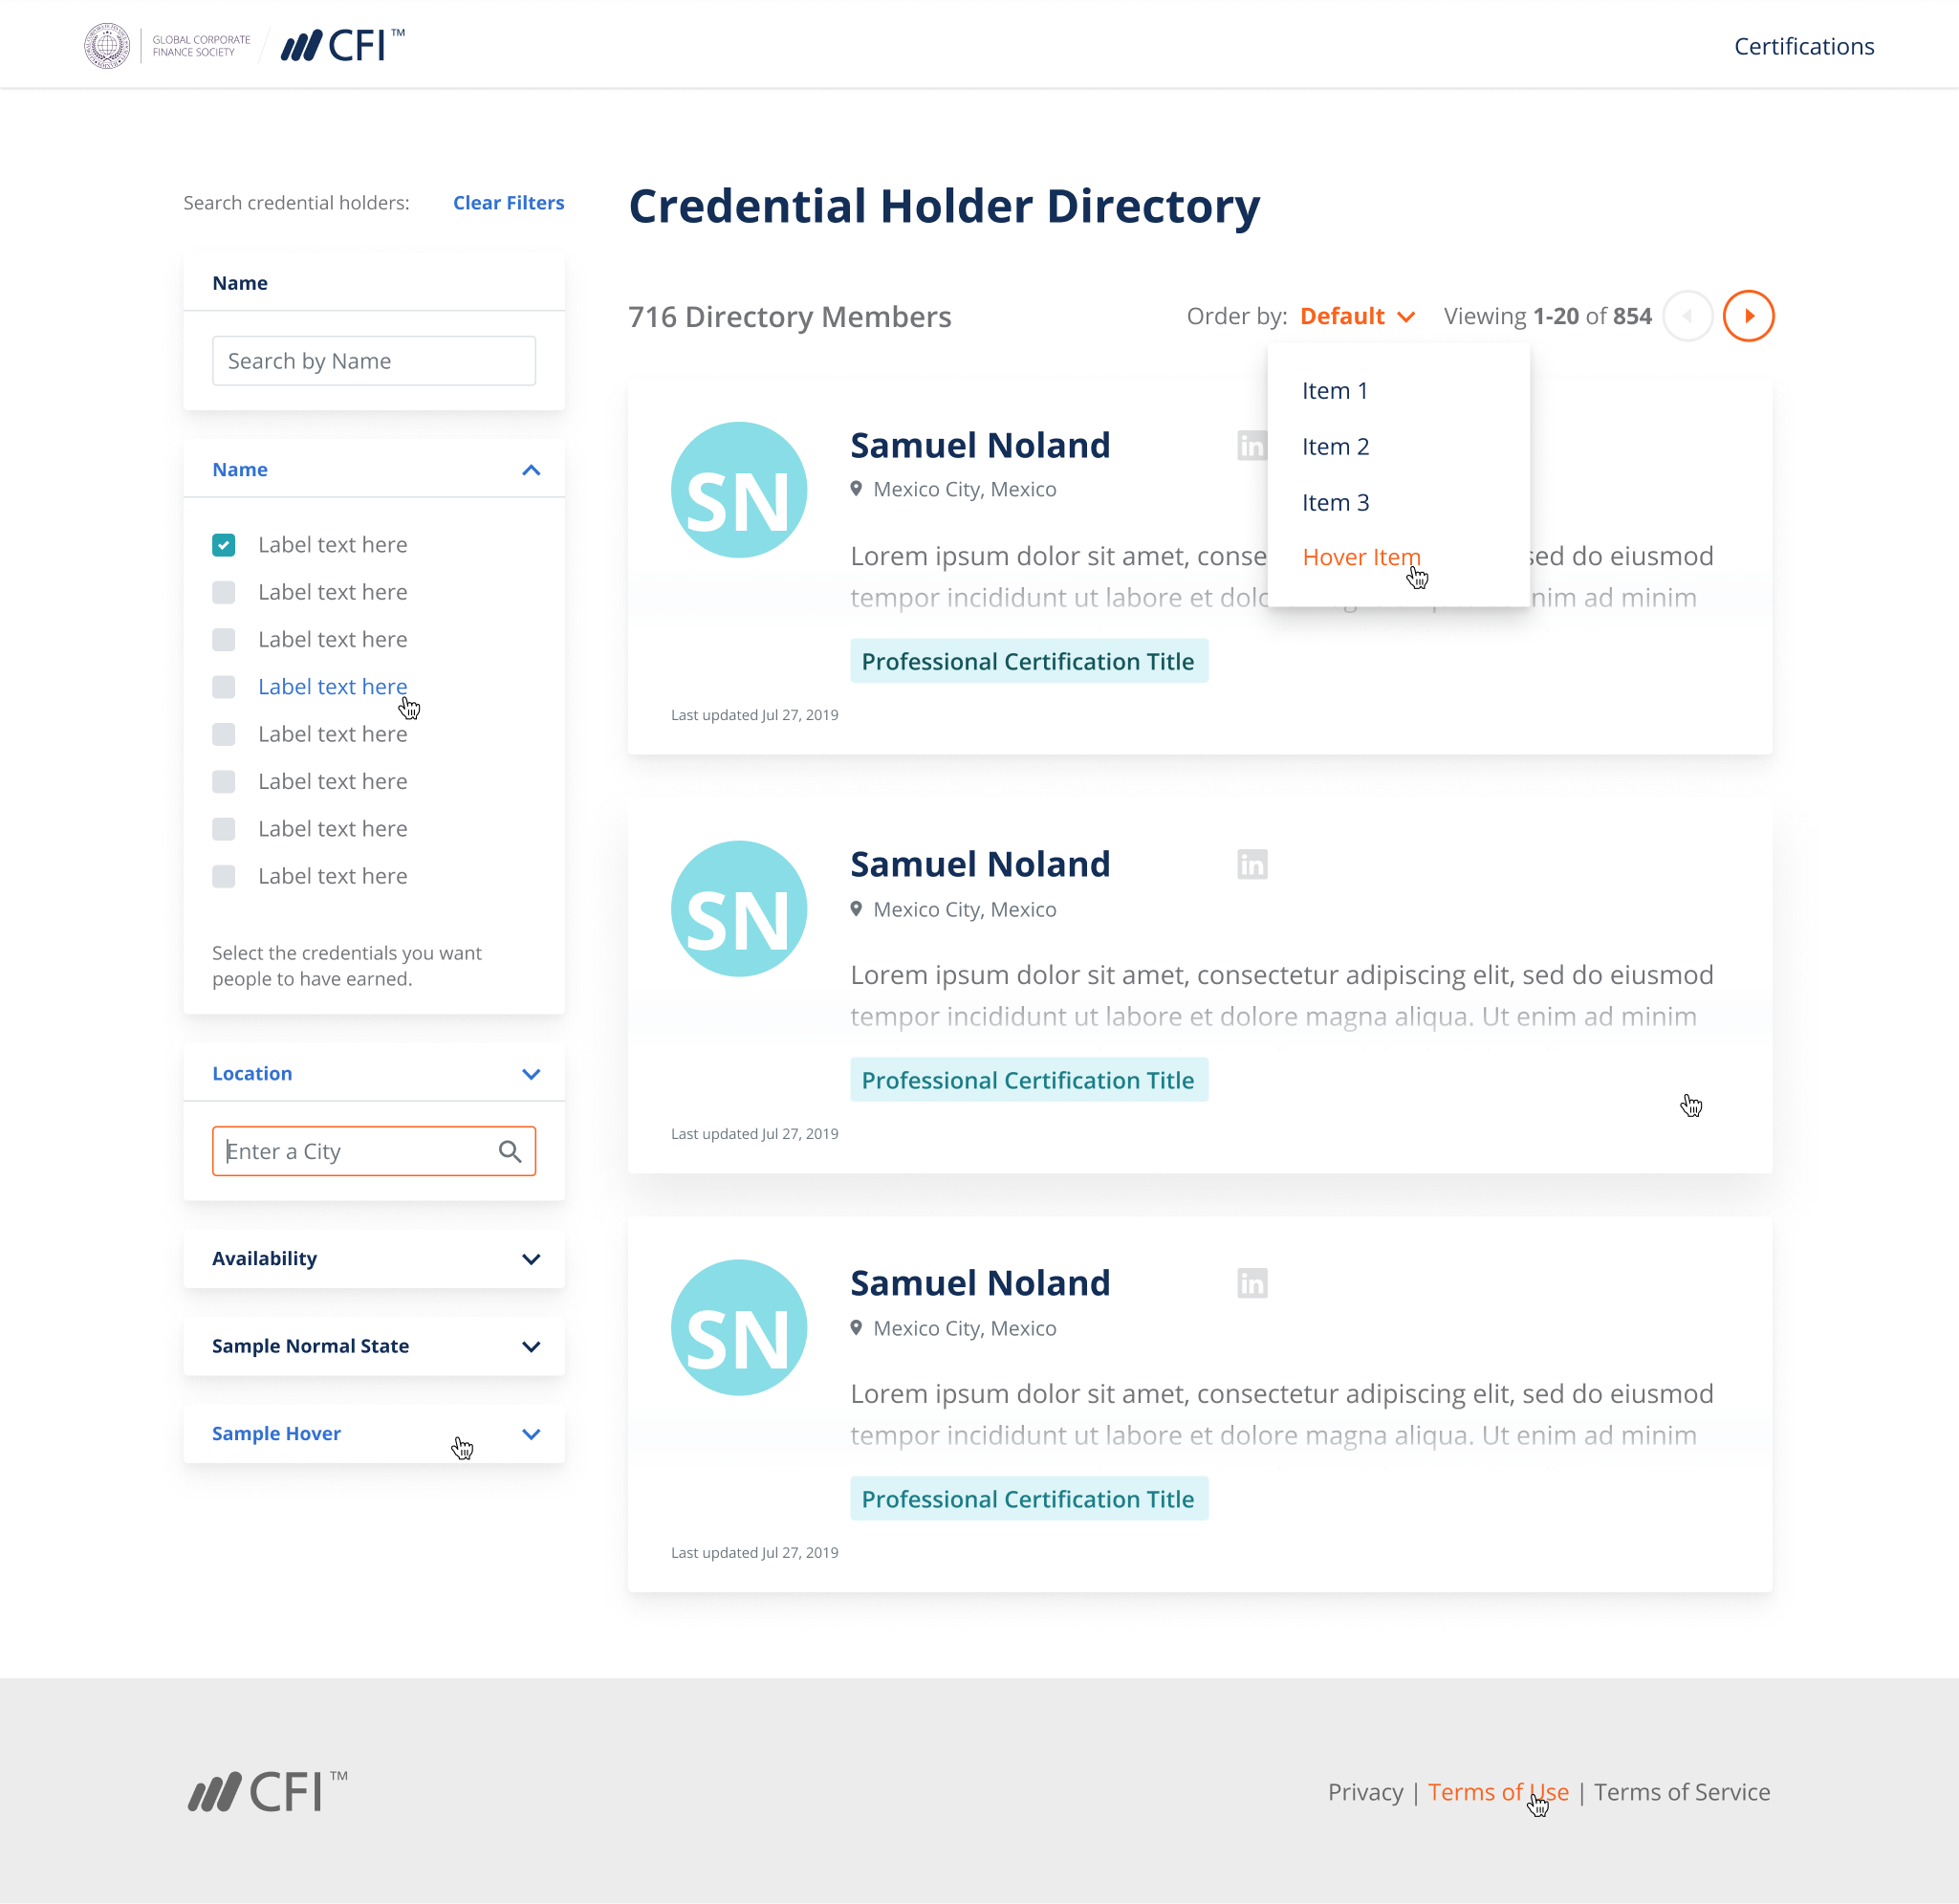 GLOBAL CORPORATE
FINANCE SOCIETY
CFI™
Certifications
Search credential holders: Clear Filters
Name
Search by Name
Name
Label text here
Label text here
Label text here
Label text here
Label text here
Label text here
Label text here
Label text here
Select the credentials you want
people to have earned.
Location
Enter a City
Availability
Sample Normal State
Sample Hover
Credential Holder Directory
716 Directory Members
Order by: Default
Viewing 1-20 of 854
Item 1
Item 2
Item 3
Hover Item
SN
Samuel Noland
in
Mexico City, Mexico
Lorem ipsum dolor sit amet, conse sed do eiusmod
tempor incididunt ut labore et dolo nim ad minim
Professional Certification Title
Last updated Jul 27, 2019
SN
Samuel Noland
in
Mexico City, Mexico
Lorem ipsum dolor sit amet, consectetur adipiscing elit, sed do eiusmod
tempor incididunt ut labore et dolore magna aliqua. Ut enim ad minim
Professional Certification Title
Last updated Jul 27, 2019
SN
Samuel Noland
in
Mexico City, Mexico
Lorem ipsum dolor sit amet, consectetur adipiscing elit, sed do eiusmod
tempor incididunt ut labore et dolore magna aliqua. Ut enim ad minim
Professional Certification Title
Last updated Jul 27, 2019
CFI™
Privacy | Terms of Use | Terms of Service